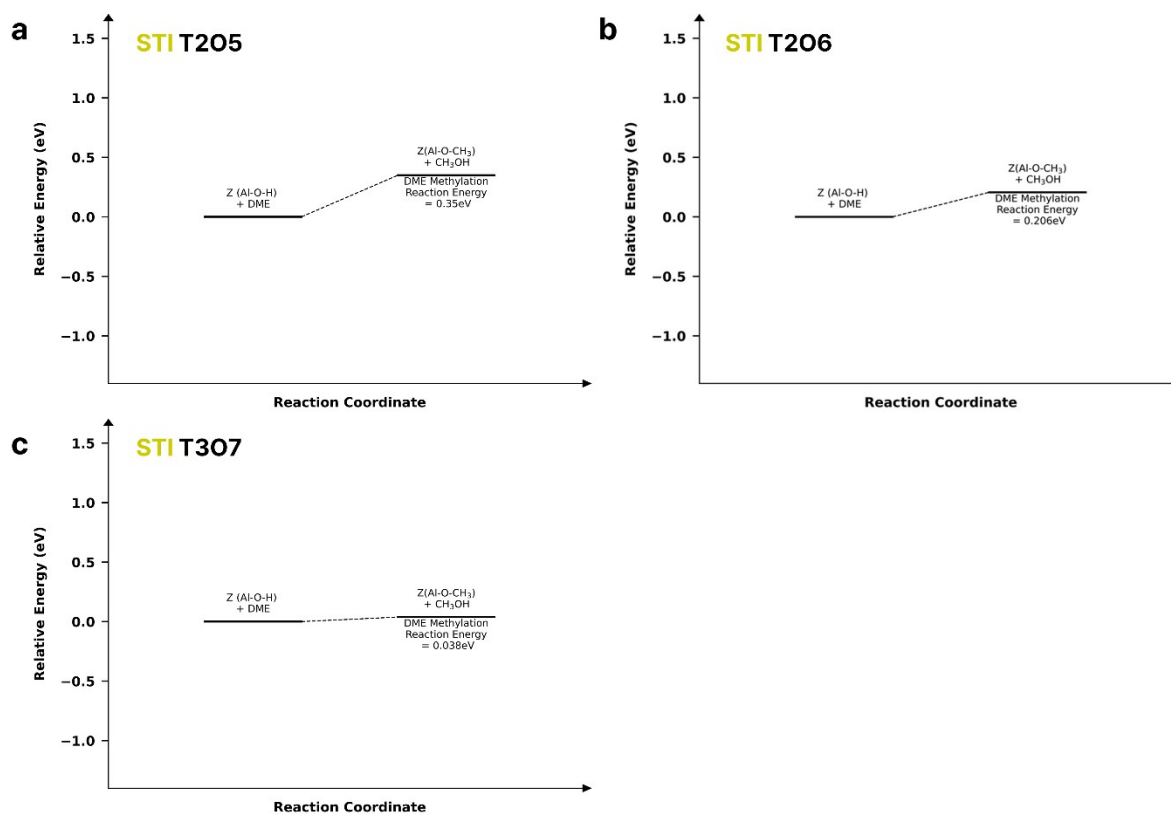 a
STI T2O5
1.5
1.0
0.5
0.0
−0.5
−1.0
Relative Energy (eV)
Z (Al-O-H)
+ DME
Z(Al-O-CH₃)
+ CH₃OH
DME Methylation
Reaction Energy
= 0.35eV
Reaction Coordinate
b
STI T2O6
1.5
1.0
0.5
0.0
−0.5
−1.0
Relative Energy (eV)
Z (Al-O-H)
+ DME
Z(Al-O-CH₃)
+ CH₃OH
DME Methylation
Reaction Energy
= 0.206eV
Reaction Coordinate
c
STI T3O7
1.5
1.0
0.5
0.0
−0.5
−1.0
Relative Energy (eV)
Z (Al-O-H)
+ DME
Z(Al-O-CH₃)
+ CH₃OH
DME Methylation
Reaction Energy
= 0.038eV
Reaction Coordinate